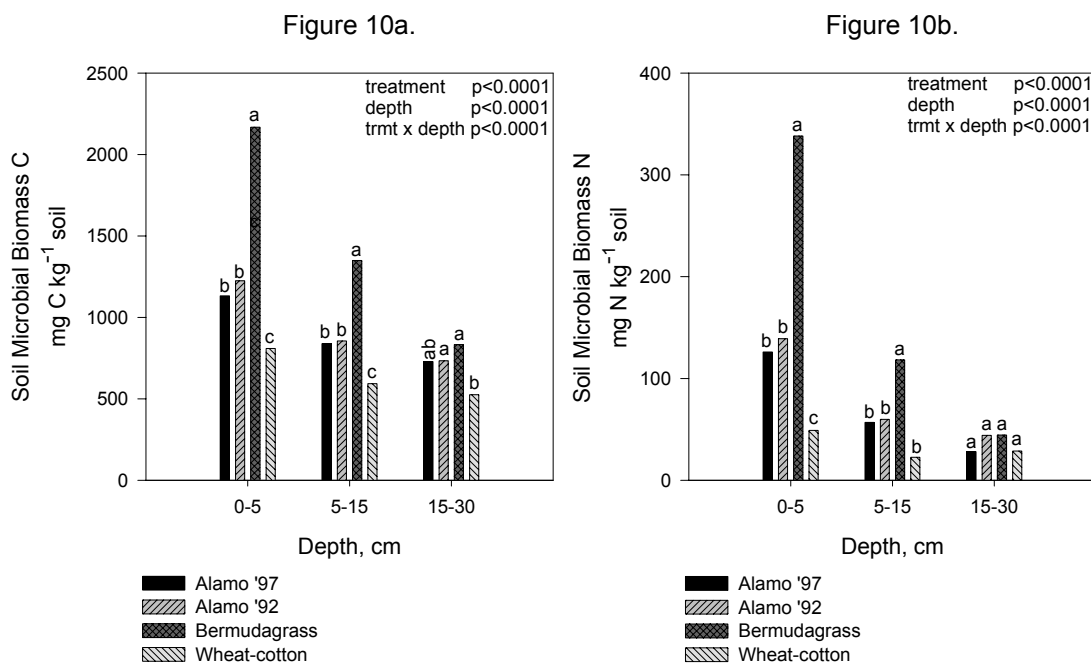 Figure 10a.
2500
2000
1500
1000
500
0
Soil Microbial Biomass C
mg C kg⁻¹ soil
treatment p<0.0001
depth p<0.0001
trmt x depth p<0.0001
b
b
a
c
b
b
a
c
ab
a
a
b
0-5
5-15
15-30
Depth, cm
Alamo '97
Alamo '92
Bermudagrass
Wheat-cotton
Figure 10b.
400
300
200
100
0
Soil Microbial Biomass N
mg N kg⁻¹ soil
treatment p<0.0001
depth p<0.0001
trmt x depth p<0.0001
b
b
a
c
b
b
a
b
a
a
a
a
0-5
5-15
15-30
Depth, cm
Alamo '97
Alamo '92
Bermudagrass
Wheat-cotton